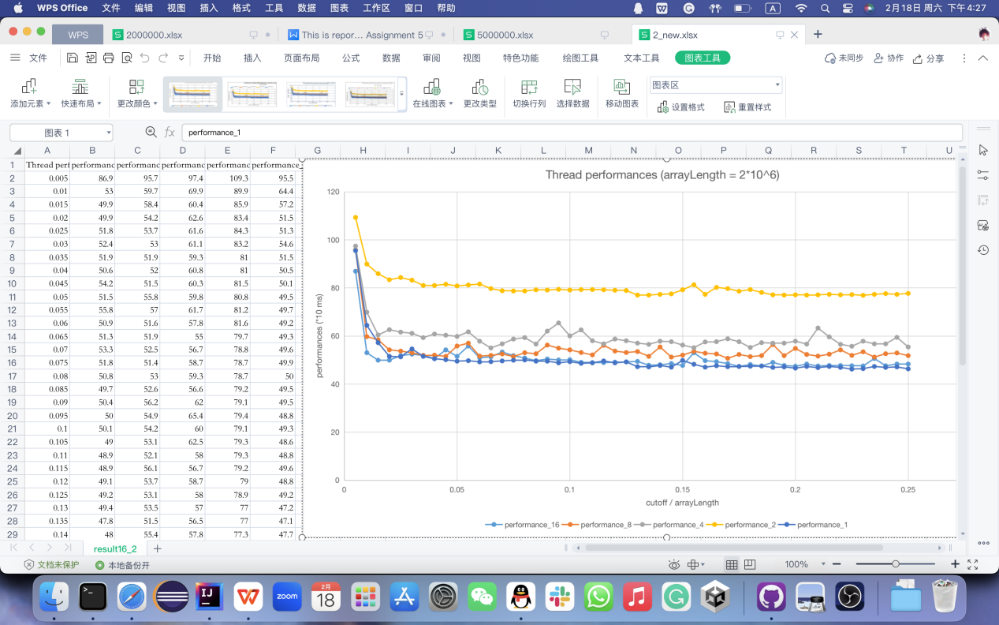 WPS Office 文件 编辑 视图 插入 格式 工具 数据 图表 工作区 窗口 帮助 A 2月18日 周六 下午4:27
WPS 2000000.xlsx This is repor... Assignment 5 5000000.xlsx 2_new.xlsx
文件 开始 插入 页面布局 公式 数据 审阅 视图 特色功能 绘图工具 文本工具 图表工具 未同步 协作 分享
添加元素 快速布局 更改颜色 在线图表 更改类型 切换行列 选择数据 移动图表 图表区
设置格式 重置样式
图表 1 fx performance_1
A B C D E F G H I J K L M N O P Q R S T U
1 Thread perf performanc performanc performanc performanc performance_
2 0.005 86.9 95.7 97.4 109.3 95.5
3 0.01 53 59.7 69.9 89.9 64.4
4 0.015 49.9 58.4 60.4 85.9 57.2
5 0.02 49.9 54.2 62.6 83.4 51.5
6 0.025 51.8 53.7 61.6 84.3 51.3
7 0.03 52.4 53 61.1 83.2 54.6
8 0.035 51.9 51.9 59.3 81 51.5
9 0.04 50.6 52 60.8 81 50.5
10 0.045 54.2 51.5 60.3 81.5 50.1
11 0.05 51.5 55.8 59.8 80.8 49.5
12 0.055 55.8 57 61.7 81.2 49.7
13 0.06 50.9 51.6 57.8 81.6 49.2
14 0.065 51.3 51.9 55 79.7 49.3
15 0.07 53.3 52.5 56.7 78.8 49.6
16 0.075 51.8 51.4 58.7 78.7 49.9
17 0.08 50.8 53 59.3 78.7 50
18 0.085 49.7 52.6 56.6 79.2 49.5
19 0.09 50.4 56.2 62 79.1 49.5
20 0.095 50 54.9 65.4 79.4 48.8
21 0.1 50.1 54.2 60 79.1 49.3
22 0.105 49 53.1 62.5 79.3 48.6
23 0.11 48.9 52.1 58 79.3 48.8
24 0.115 48.9 56.1 56.7 79.2 49.6
25 0.12 49.1 53.7 58.7 79 48.8
26 0.125 49.2 53.1 58 78.9 49.2
27 0.13 49.4 53.5 57 77 47.2
28 0.135 47.8 51.5 56.5 77 47.1
29 0.14 48 55.4 57.8 77.3 47.7
Thread performances (arrayLength = 2*10^6)
120
100
80
60
40
20
0
performances (*10 ms)
0 0.05 0.1 0.15 0.2 0.25
cutoff / arrayLength
performance_16 performance_8 performance_4 performance_2 performance_1
result16_2
文档未保护 本地备份开 100%
zoom 2月 18